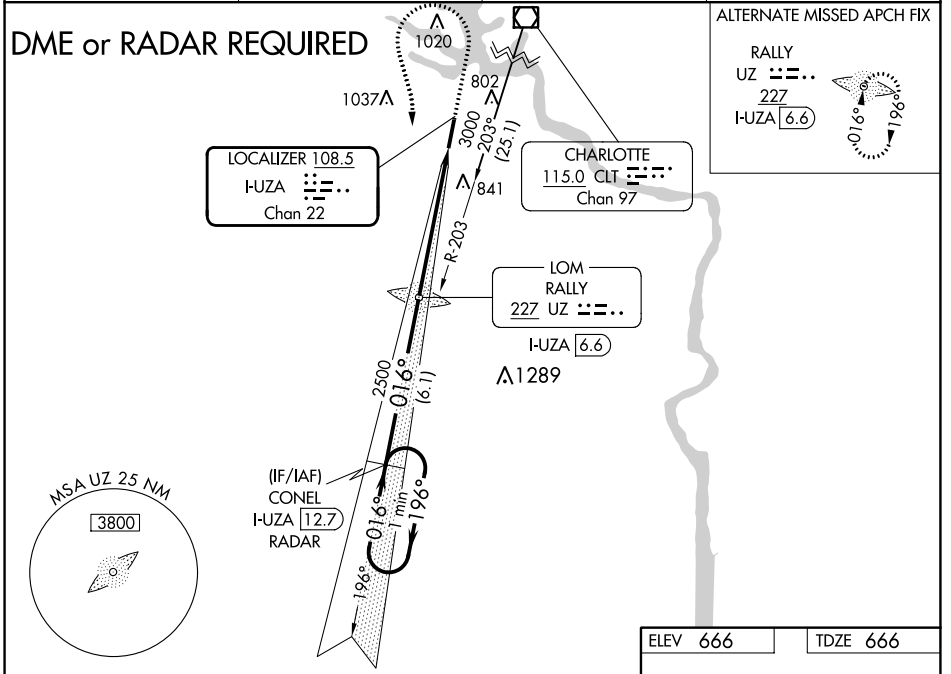 DME or RADAR REQUIRED
1020
1037
802
3000
203°
(25.1)
841
R-203
LOCALIZER 108.5
I-UZA
Chan 22
CHARLOTTE
115.0 CLT
Chan 97
ALTERNATE MISSED APCH FIX
RALLY
UZ
227
I-UZA 6.6
016°
196°
LOM
RALLY
227 UZ
I-UZA 6.6
1289
2500
016°
(6.1)
(IF/IAF)
CONEL
I-UZA 12.7
RADAR
016°
1 min
196°
196°
MSA UZ 25 NM
3800
ELEV 666
TDZE 666